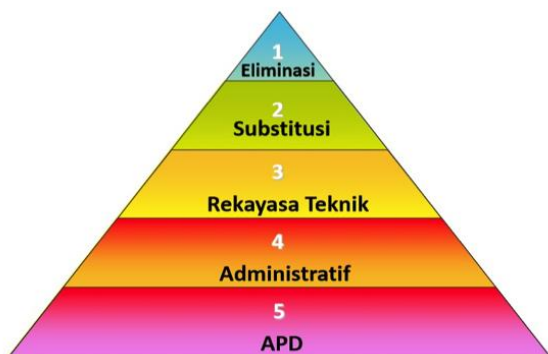 1
Eliminasi
2
Substitusi
3
Rekayasa Teknik
4
Administratif
5
APD